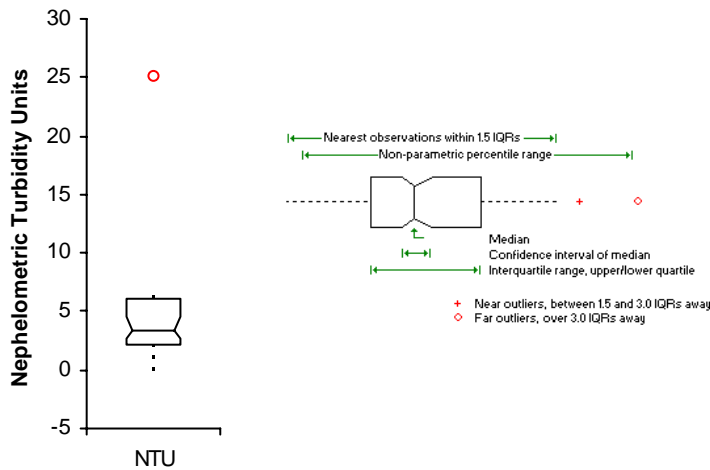 Nephelometric Turbidity Units
30
25
20
15
10
5
0
-5
NTU
Nearest observations within 1.5 IQRs
Non-parametric percentile range
Median
Confidence interval of median
Interquartile range, upper/lower quartile
Near outliers, between 1.5 and 3.0 IQRs away
Far outliers, over 3.0 IQRs away